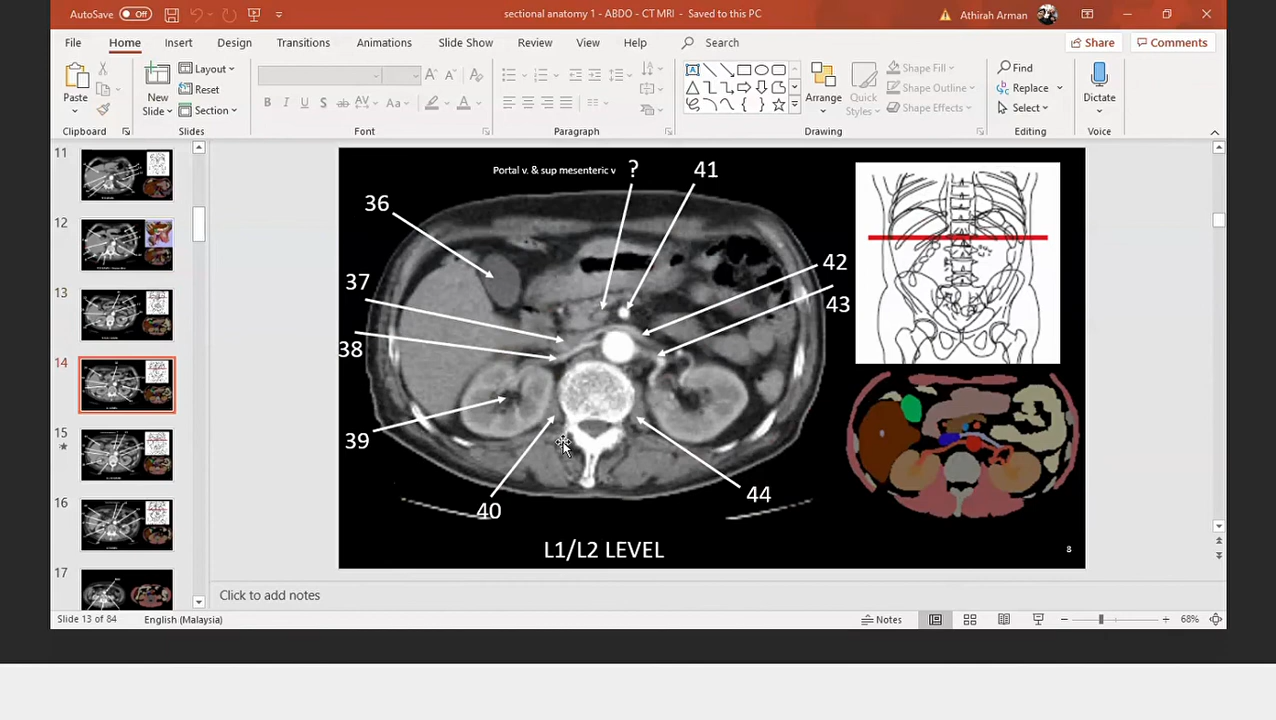 AutoSave Off
sectional anatomy 1 - ABDO - CT MRI - Saved to this PC
Athirah Arman
File Home Insert Design Transitions Animations Slide Show Review View Help Search
Share Comments
Paste
Clipboard
New
Slide
Layout
Reset
Section
Slides
Font
Paragraph
Arrange
Quick
Styles
Shape Fill
Shape Outline
Shape Effects
Drawing
Find
Replace
Select
Editing
Dictate
Voice
11
12
13
14
15
16
17
Portal v. & sup mesenteric v
?
41
36
37
42
43
38
39
40
44
L1/L2 LEVEL
8
Click to add notes
Slide 13 of 84
English (Malaysia)
Notes
68%